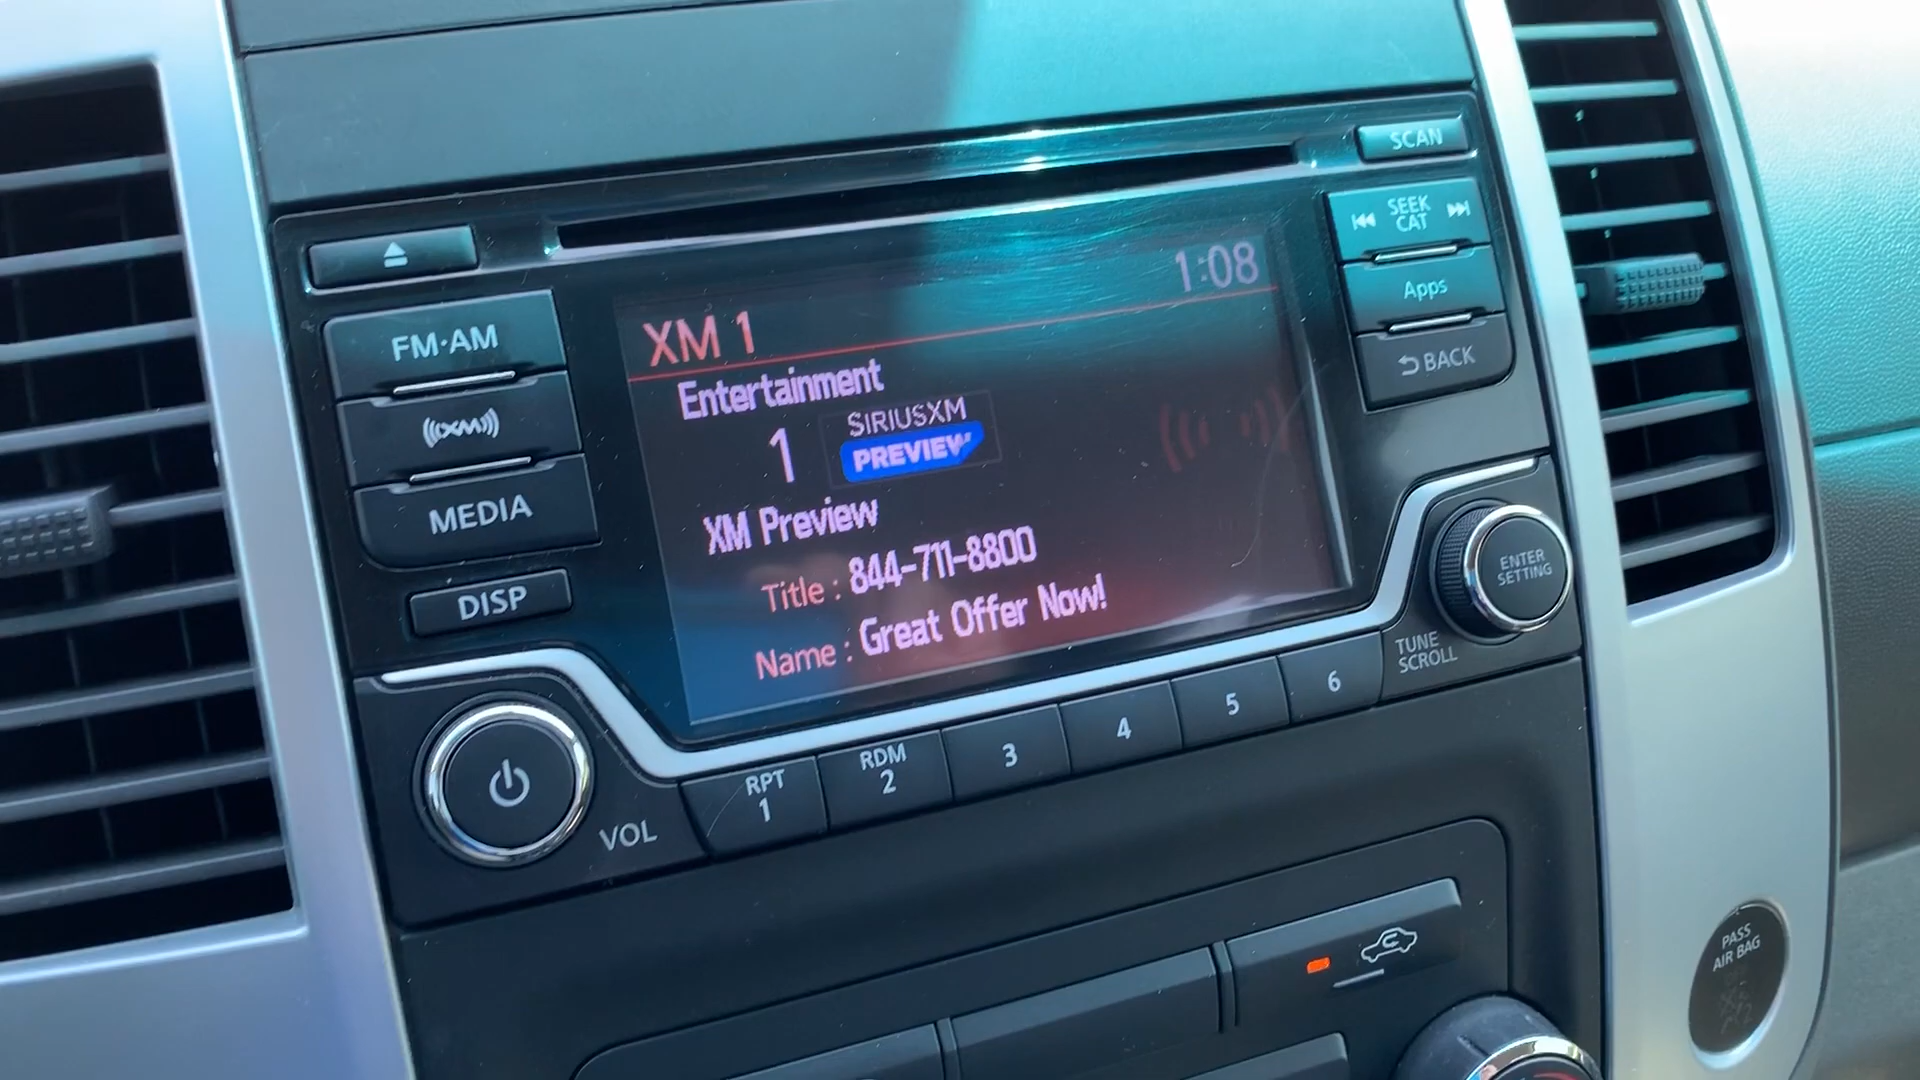 SCAN
SEEK
CAT
Apps
BACK
FM·AM
XM
MEDIA
DISP
1:08
XM 1
Entertainment
1 SIRIUSXM
PREVIEW
XM Preview
Title : 844-711-8800
Name : Great Offer Now!
ENTER
SETTING
TUNE
SCROLL
VOL
RPT
1
RDM
2
3
4
5
6
PASS
AIR BAG